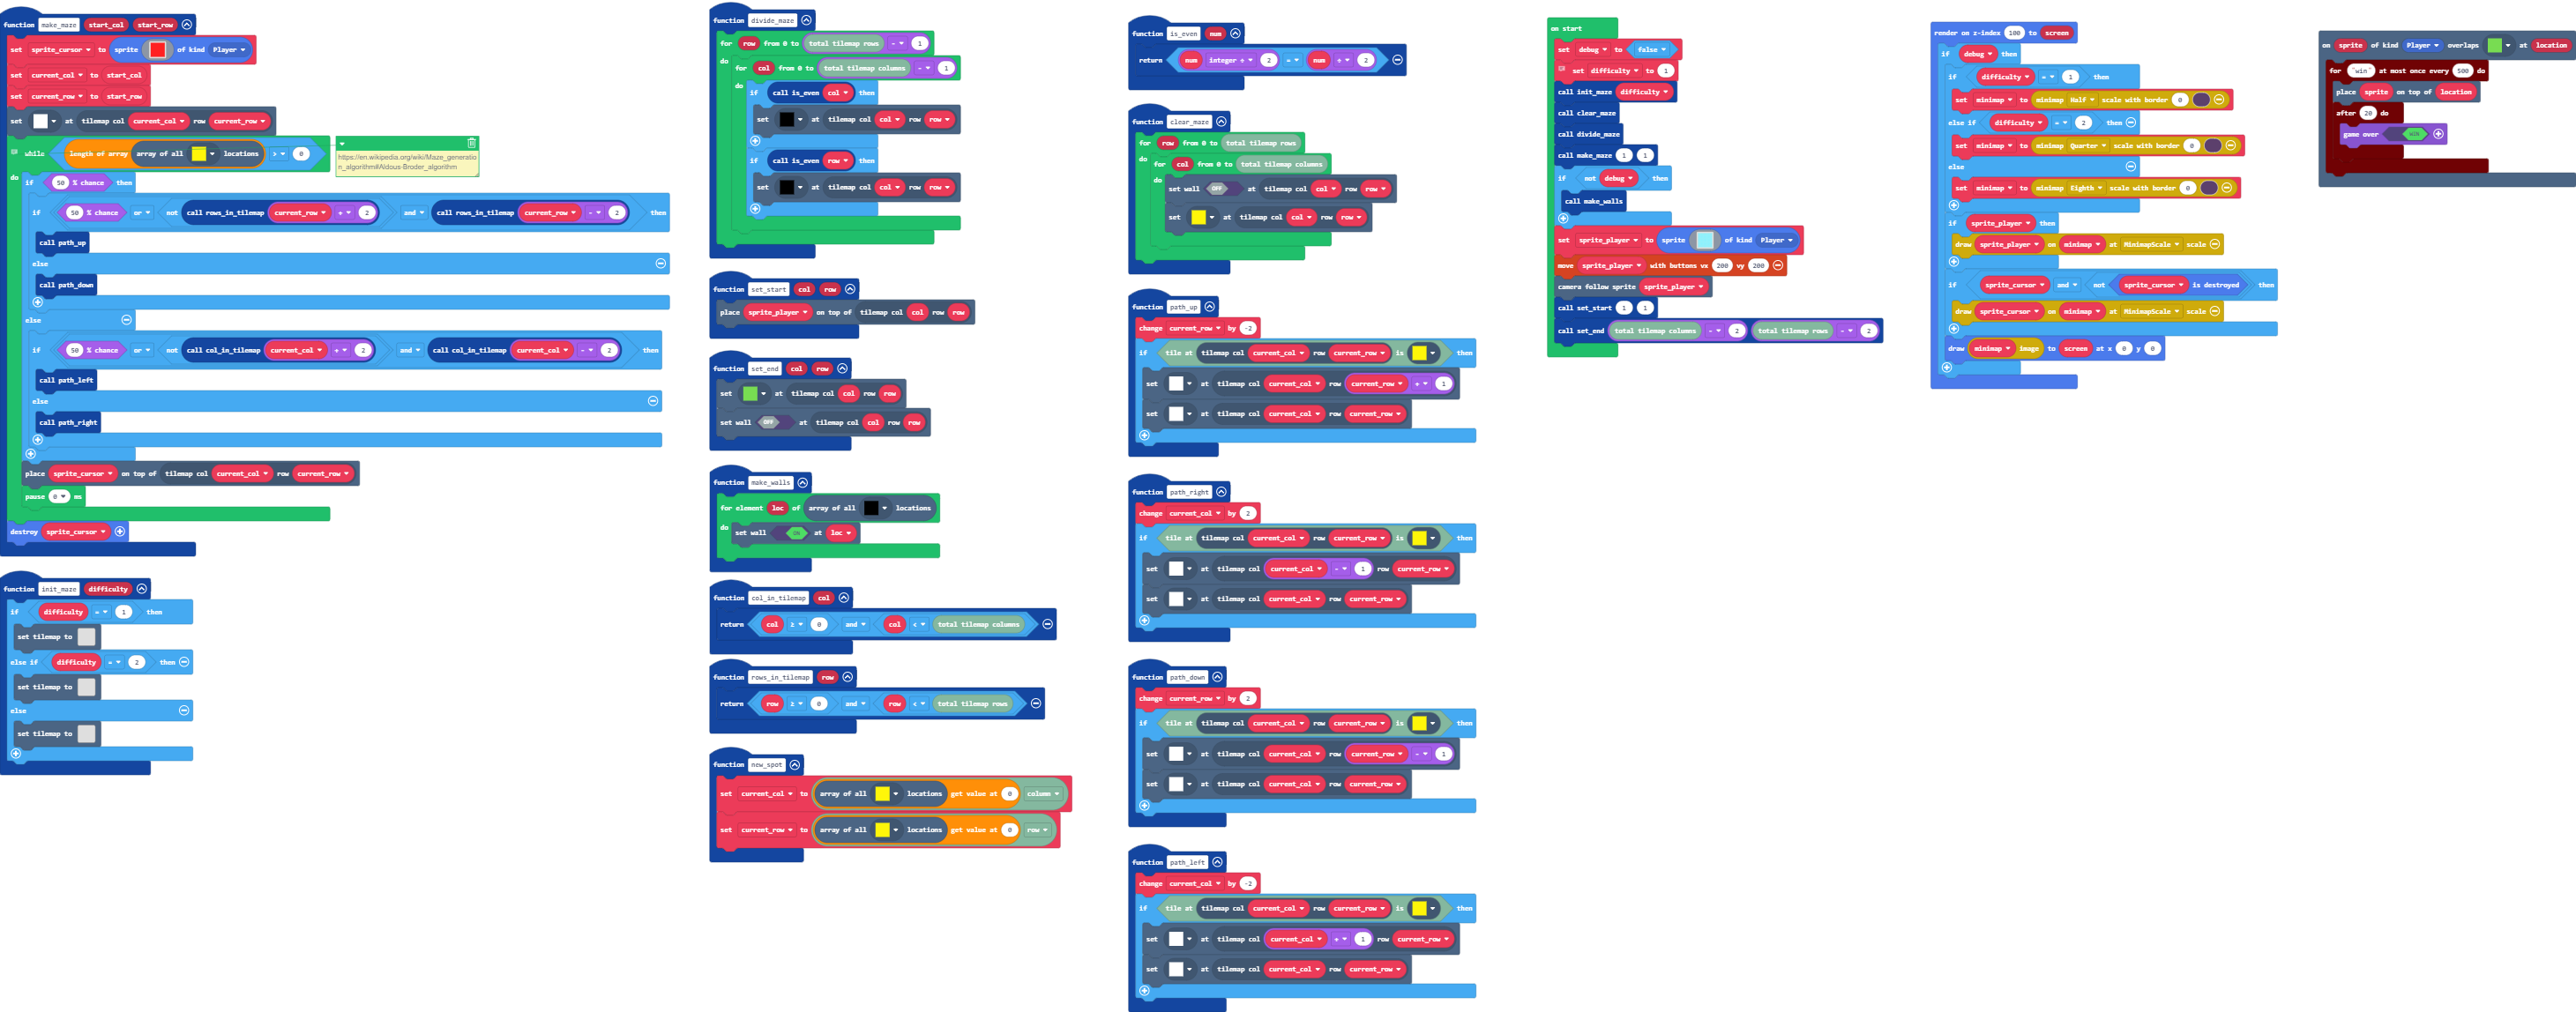 function make_maze start_col start_row
set sprite_cursor to sprite of kind Player
set current_col to start_col
set current_row to start_row
set at tilemap col current_col row current_row
while length of array array of all locations > 0
https://en.wikipedia.org/wiki/Maze_generatio
n_algorithm#Aldous-Broder_algorithm
do if 50 % chance then
if 50 % chance or not call rows_in_tilemap current_row + 2 and call rows_in_tilemap current_row - 2 then
call path_up
else
call path_down
else
if 50 % chance or not call col_in_tilemap current_col + 2 and call col_in_tilemap current_col - 2 then
call path_left
else
call path_right
place sprite_cursor on top of tilemap col current_col row current_row
pause 0 ms
destroy sprite_cursor
function init_maze difficulty
if difficulty = 1 then
set tilemap to
else if difficulty = 2 then
set tilemap to
else
set tilemap to
function divide_maze
for row from 0 to total tilemap rows - 1
do for col from 0 to total tilemap columns - 1
do if call is_even col then
set at tilemap col col row row
if call is_even row then
set at tilemap col col row row
function set_start col row
place sprite_player on top of tilemap col col row row
function set_end col row
set at tilemap col col row row
set wall OFF at tilemap col col row row
function make_walls
for element loc of array of all locations
do set wall ON at loc
function col_in_tilemap col
return col ≥ 0 and col < total tilemap columns
function rows_in_tilemap row
return row ≥ 0 and row < total tilemap rows
function new_spot
set current_col to array of all locations get value at 0 column
set current_row to array of all locations get value at 0 row
function is_even num
return num integer ÷ 2 = num ÷ 2
function clear_maze
for row from 0 to total tilemap rows
do for col from 0 to total tilemap columns
do set wall OFF at tilemap col col row row
set at tilemap col col row row
function path_up
change current_row by -2
if tile at tilemap col current_col row current_row is then
set at tilemap col current_col row current_row + 1
set at tilemap col current_col row current_row
function path_right
change current_col by 2
if tile at tilemap col current_col row current_row is then
set at tilemap col current_col - 1 row current_row
set at tilemap col current_col row current_row
function path_down
change current_row by 2
if tile at tilemap col current_col row current_row is then
set at tilemap col current_col row current_row - 1
set at tilemap col current_col row current_row
function path_left
change current_col by -2
if tile at tilemap col current_col row current_row is then
set at tilemap col current_col + 1 row current_row
set at tilemap col current_col row current_row
on start
set debug to false
set difficulty to 1
call init_maze difficulty
call clear_maze
call divide_maze
call make_maze 1 1
if not debug then
call make_walls
set sprite_player to sprite of kind Player
move sprite_player with buttons vx 200 vy 200
camera follow sprite sprite_player
call set_start 1 1
call set_end total tilemap columns - 2 total tilemap rows - 2
render on z-index 100 to screen
if debug then
if difficulty = 1 then
set minimap to minimap Half scale with border 0
else if difficulty = 2 then
set minimap to minimap Quarter scale with border 0
else
set minimap to minimap Eighth scale with border 0
if sprite_player then
draw sprite_player on minimap at MinimapScale scale
if sprite_cursor and not sprite_cursor is destroyed then
draw sprite_cursor on minimap at MinimapScale scale
draw minimap image to screen at x 0 y 0
on sprite of kind Player overlaps at location
for "win" at most once every 500 do
place sprite on top of location
after 20 do
game over WIN